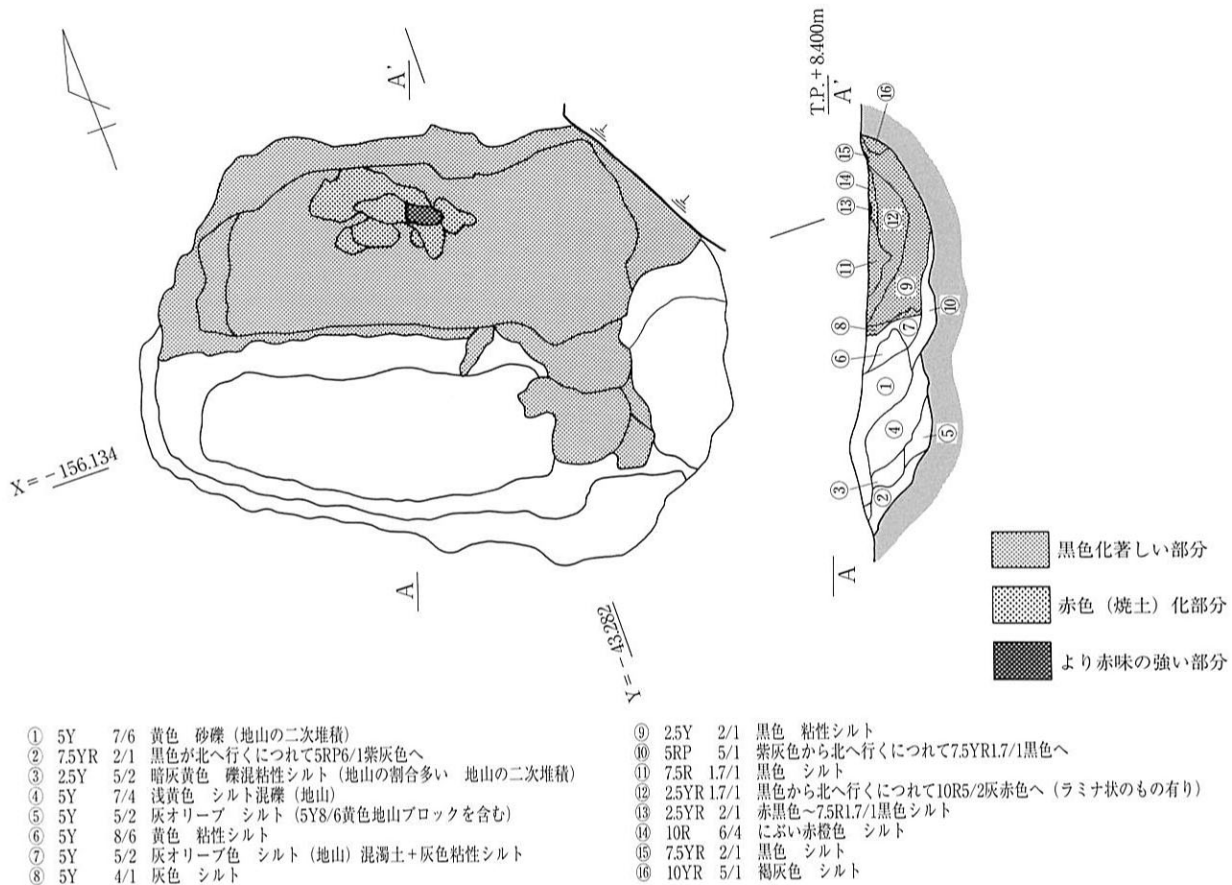 A'
A
X=－156.134
Y=－43.282
T.P.+8.400m
A'
A
⑯
⑮
⑭
⑬
⑫
⑪
⑨
⑩
⑧
⑦
⑥
①
④
⑤
③
②
黒色化著しい部分
赤色（焼土）化部分
より赤味の強い部分
① 5Y 7/6 黄色 砂礫（地山の二次堆積）
② 7.5YR 2/1 黒色が北へ行くにつれて5RP6/1紫灰色へ
③ 2.5Y 5/2 暗灰黄色 礫混粘性シルト（地山の割合多い 地山の二次堆積）
④ 5Y 7/4 浅黄色 シルト混礫（地山）
⑤ 5Y 5/2 灰オリーブ シルト（5Y8/6黄色地山ブロックを含む）
⑥ 5Y 8/6 黄色 粘性シルト
⑦ 5Y 5/2 灰オリーブ色 シルト（地山）混濁土+灰色粘性シルト
⑧ 5Y 4/1 灰色 シルト
⑨ 2.5Y 2/1 黒色 粘性シルト
⑩ 5RP 5/1 紫灰色から北へ行くにつれて7.5YR1.7/1黒色へ
⑪ 7.5R 1.7/1 黒色 シルト
⑫ 2.5YR 1.7/1 黒色から北へ行くにつれて10R5/2灰赤色へ（ラミナ状のもの有り）
⑬ 2.5YR 2/1 赤黒色～7.5R1.7/1黒色シルト
⑭ 10R 6/4 にぶい赤橙色 シルト
⑮ 7.5YR 2/1 黒色 シルト
⑯ 10YR 5/1 褐灰色 シルト